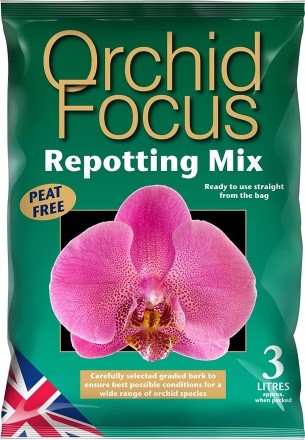 Orchid
Focus
Repotting Mix
Ready to use straight
from the bag
PEAT
FREE
Carefully selected graded bark to
ensure best possible conditions for a
wide range of orchid species
3
LITRES
approx.
when packed